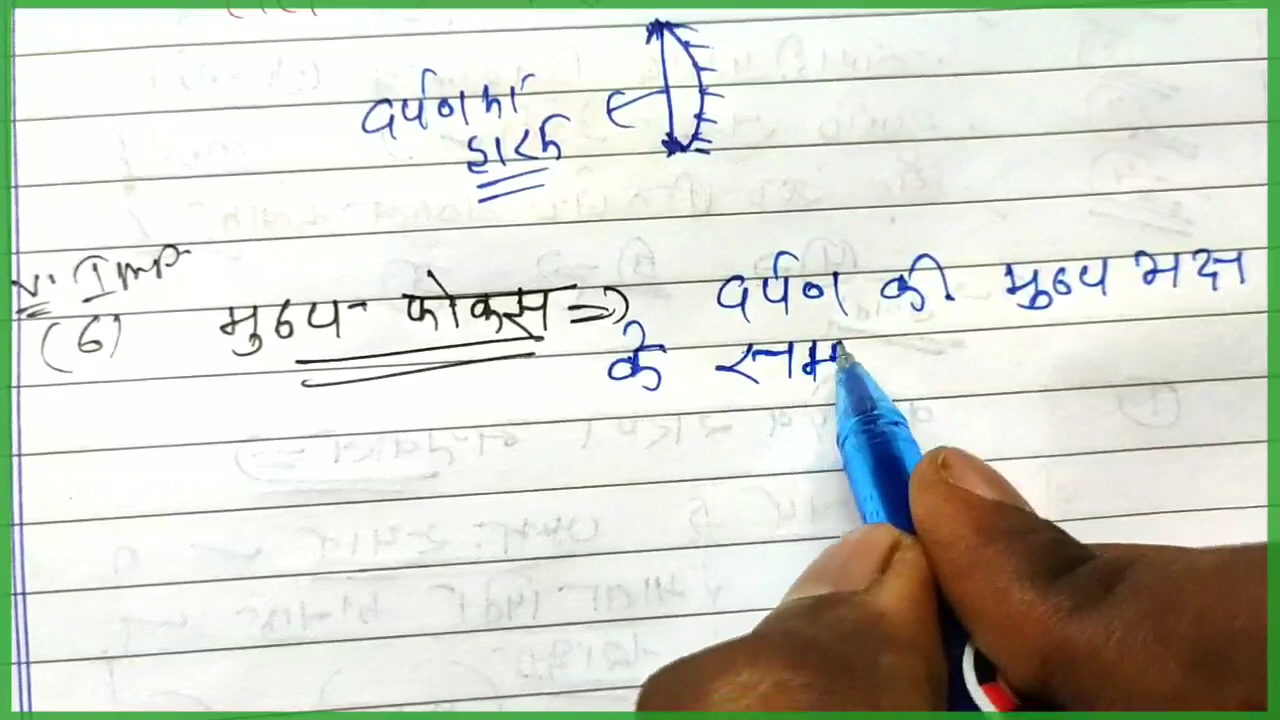 दर्पण का
द्वारक
V. Imp
(6) मुख्य- फोकस => दर्पण की मुख्य अक्ष
के सम